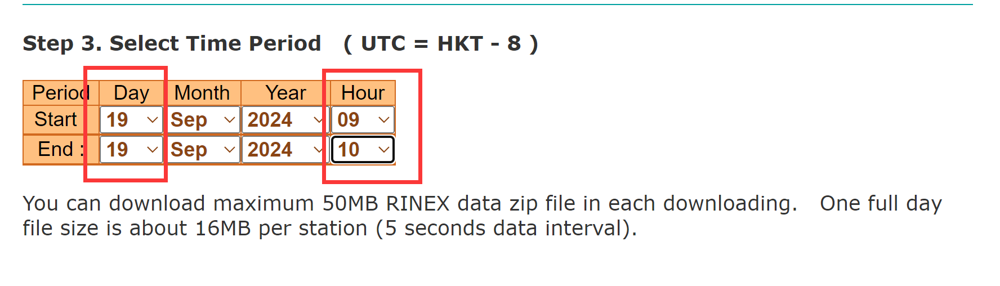 Step 3. Select Time Period ( UTC = HKT - 8 )
Period Day Month Year Hour
Start 19 Sep 2024 09
End : 19 Sep 2024 10
You can download maximum 50MB RINEX data zip file in each downloading. One full day
file size is about 16MB per station (5 seconds data interval).